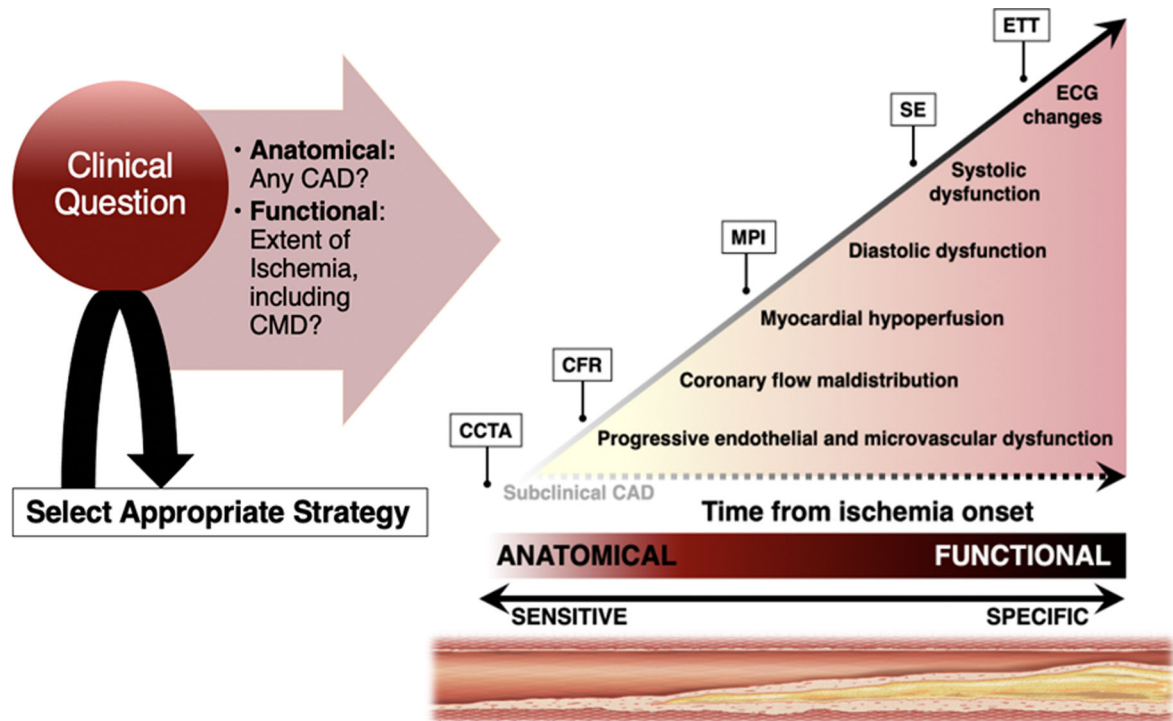 Clinical
Question
• Anatomical:
Any CAD?
• Functional:
Extent of
Ischemia,
including
CMD?
Select Appropriate Strategy
ETT
ECG
changes
SE
Systolic
dysfunction
MPI
Diastolic dysfunction
Myocardial hypoperfusion
CFR
Coronary flow maldistribution
CCTA
Progressive endothelial and microvascular dysfunction
Subclinical CAD
Time from ischemia onset
ANATOMICAL
FUNCTIONAL
SENSITIVE
SPECIFIC